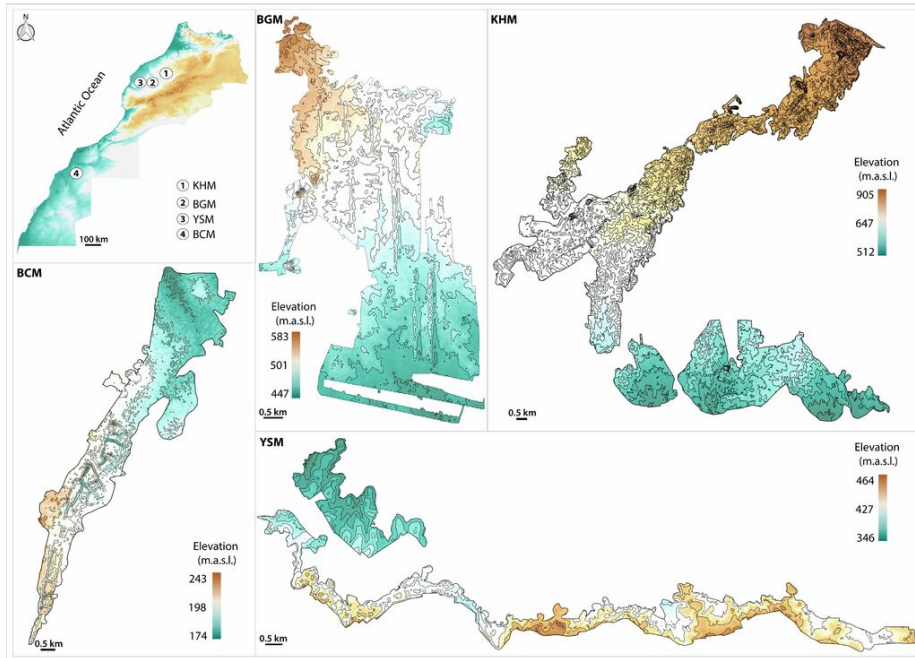 N
Atlantic Ocean
1
2
3
4
1 KHM
2 BGM
3 YSM
4 BCM
100 km
BGM
Elevation
(m.a.s.l.)
583
501
447
0.5 km
KHM
Elevation
(m.a.s.l.)
905
647
512
0.5 km
BCM
Elevation
(m.a.s.l.)
243
198
174
0.5 km
YSM
Elevation
(m.a.s.l.)
464
427
346
0.5 km